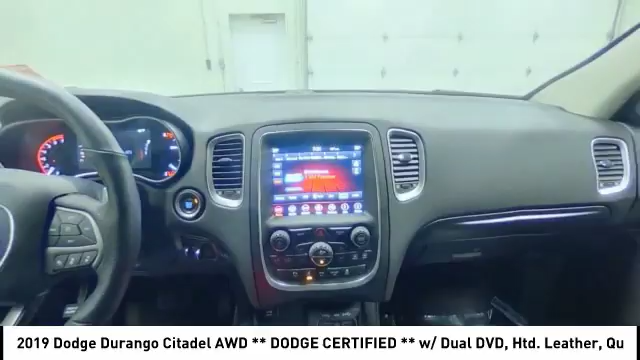 2019 Dodge Durango Citadel AWD ** DODGE CERTIFIED ** w/ Dual DVD, Htd. Leather, Qu